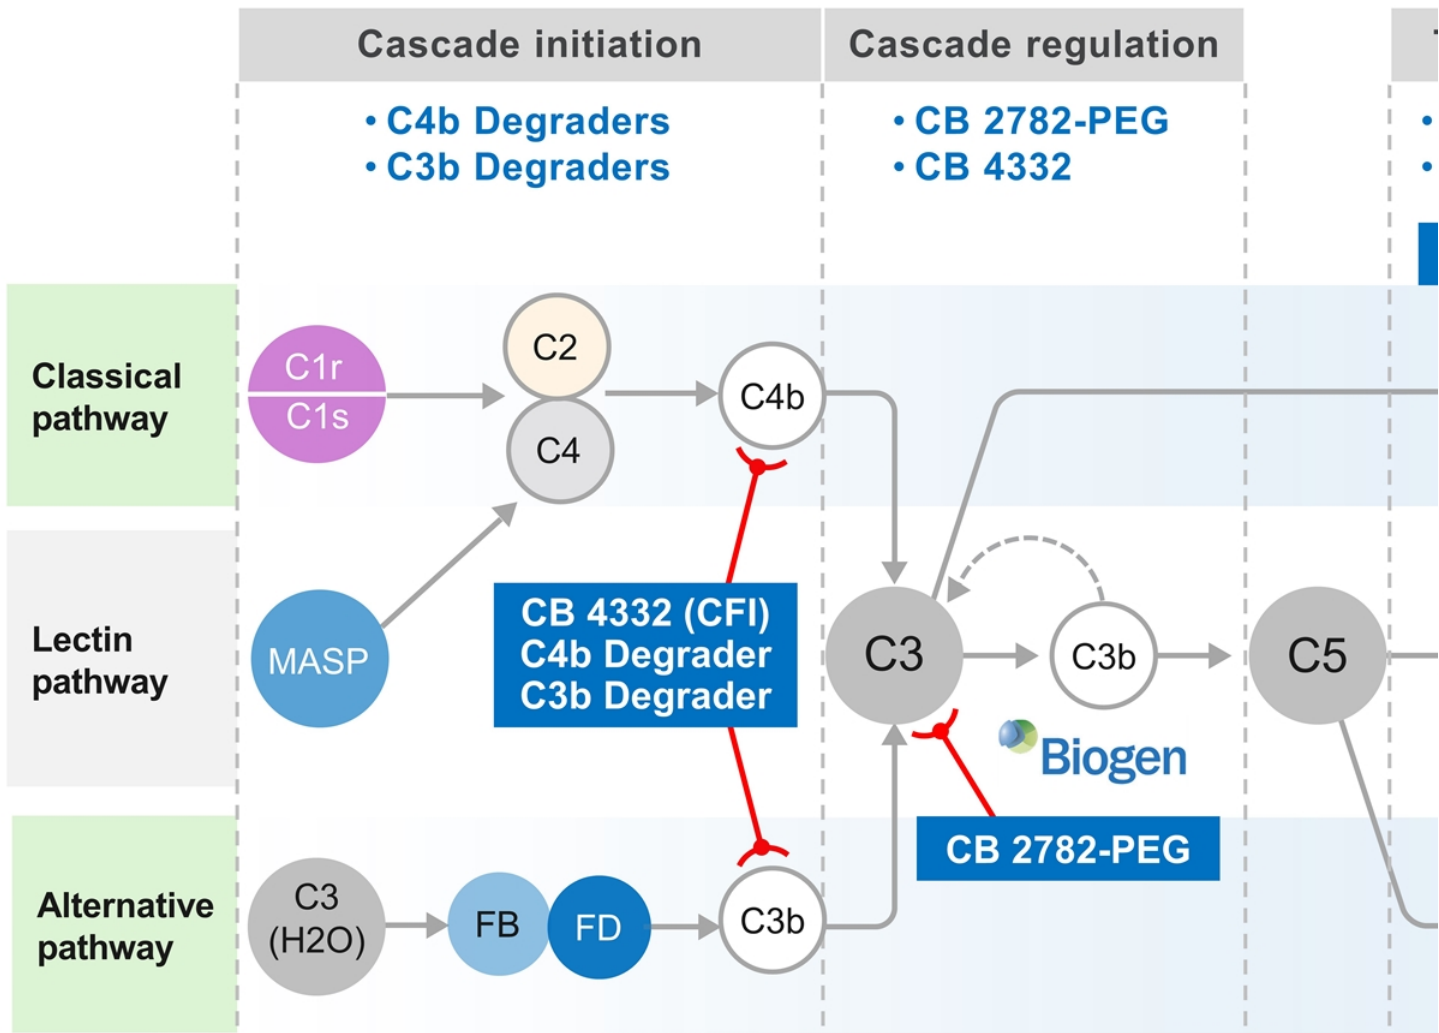 Cascade initiation
Cascade regulation
• C4b Degraders
• C3b Degraders
• CB 2782-PEG
• CB 4332
•
•
Classical
pathway
C1r
C1s
C2
C4
C4b
Lectin
pathway
MASP
CB 4332 (CFI)
C4b Degrader
C3b Degrader
C3
C3b
C5
Biogen
CB 2782-PEG
Alternative
pathway
C3
(H2O)
FB
FD
C3b